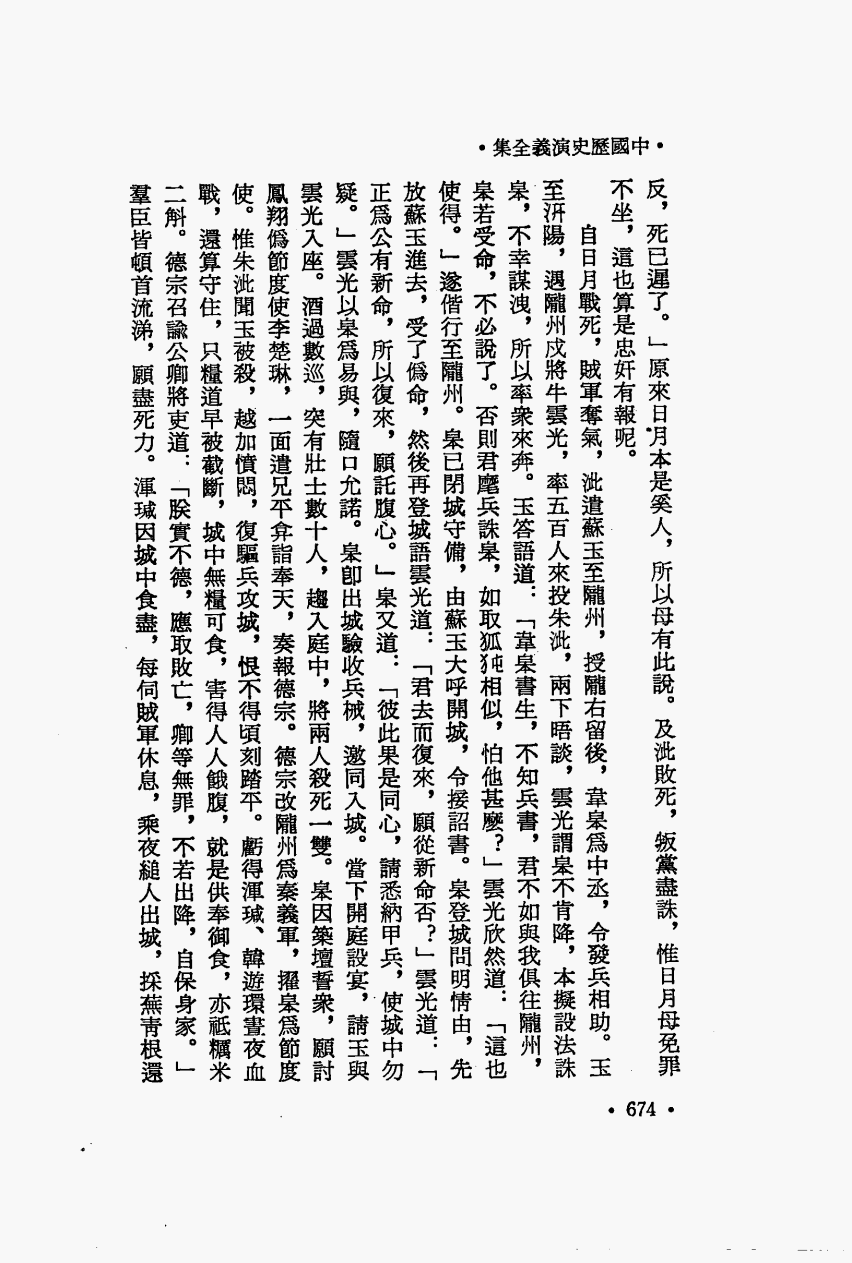 •中國歷史演義全集•
反，死已遲了。」原來日月本是奚人，所以母有此說。及泚敗死，叛黨盡誅，惟日月母免罪
不坐，這也算是忠奸有報呢。
自日月戰死，賊軍奪氣，泚遣蘇玉至隴州，授隴右留後，韋皋爲中丞，令發兵相助。玉
至汧陽，遇隴州戍將牛雲光，率五百人來投朱泚，兩下晤談，雲光謂皋不肯降，本擬設法誅
皋，不幸謀洩，所以率衆來奔。玉答語道：「韋皋書生，不知兵書，君不如與我俱往隴州，
皋若受命，不必說了。否則君麾兵誅皋，如取狐㹠相似，怕他甚麼？」雲光欣然道：「這也
使得。」遂偕行至隴州。皋已閉城守備，由蘇玉大呼開城，令接詔書。皋登城問明情由，先
放蘇玉進去，受了僞命，然後再登城語雲光道：「君去而復來，願從新命否？」雲光道：「
正爲公有新命，所以復來，願託腹心。」皋又道：「彼此果是同心，請悉納甲兵，使城中勿
疑。」雲光以皋爲易與，隨口允諾。皋卽出城驗收兵械，邀同入城。當下開庭設宴，請玉與
雲光入座。酒過數巡，突有壯士數十人，趨入庭中，將兩人殺死一雙。皋因築壇誓衆，願討
鳳翔僞節度使李楚琳，一面遣兄平弇詣奉天，奏報德宗。德宗改隴州爲秦義軍，擢皋爲節度
使。惟朱泚聞玉被殺，越加憤悶，復驅兵攻城，恨不得頃刻踏平。虧得渾瑊、韓遊環晝夜血
戰，還算守住，只糧道早被截斷，城中無糧可食，害得人人餓腹，就是供奉御食，亦祗糲米
二斛。德宗召諭公卿將吏道：「朕實不德，應取敗亡，卿等無罪，不若出降，自保身家。」
羣臣皆頓首流涕，願盡死力。渾瑊因城中食盡，每伺賊軍休息，乘夜縋人出城，採蕪菁根還
• 674 •